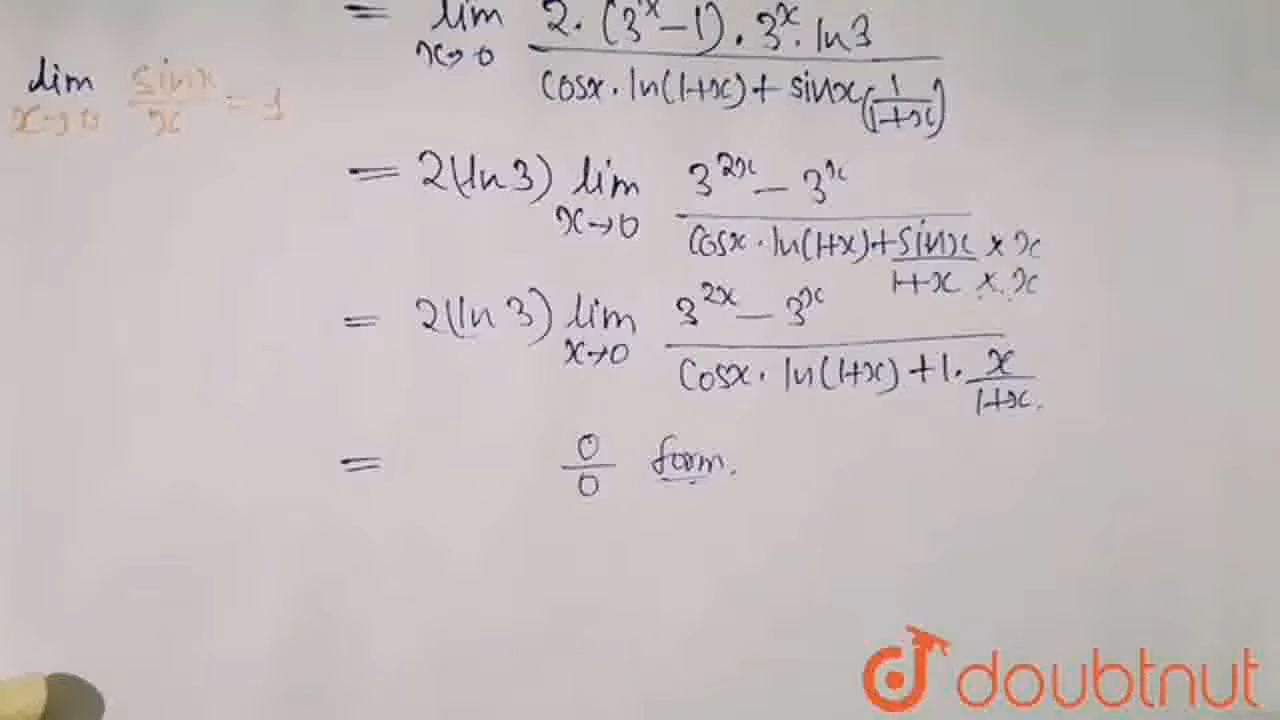 = lim x→0 2·(3^x−1)·3^x·ln3 / cosx·ln(1+x)+sinx(1/1+x)
lim x→0 sinx/x = 1
= 2(ln3) lim x→0 3^2x − 3^x / cosx·ln(1+x)+sinx/1+x × x/× x
= 2(ln 3) lim x→0 3^2x − 3^x / cosx·ln(1+x)+1·x/1+x.
= 0/0 form.
doubtnut